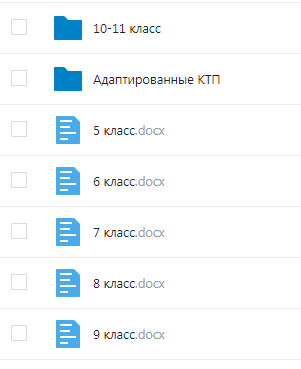 10-11 класс
Адаптированные КТП
5 класс.docx
6 класс.docx
7 класс.docx
8 класс.docx
9 класс.docx